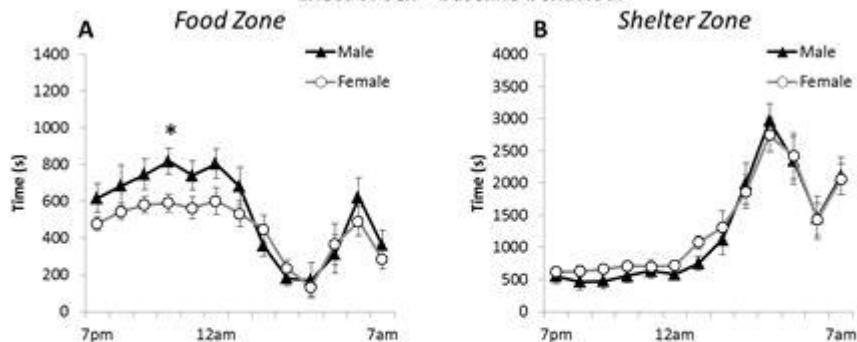 A
Food Zone
Male
Female
*
1400
1200
1000
800
600
400
200
0
Time (s)
7pm
12am
7am
B
Shelter Zone
Male
Female
4000
3500
3000
2500
2000
1500
1000
500
0
Time (s)
7pm
12am
7am